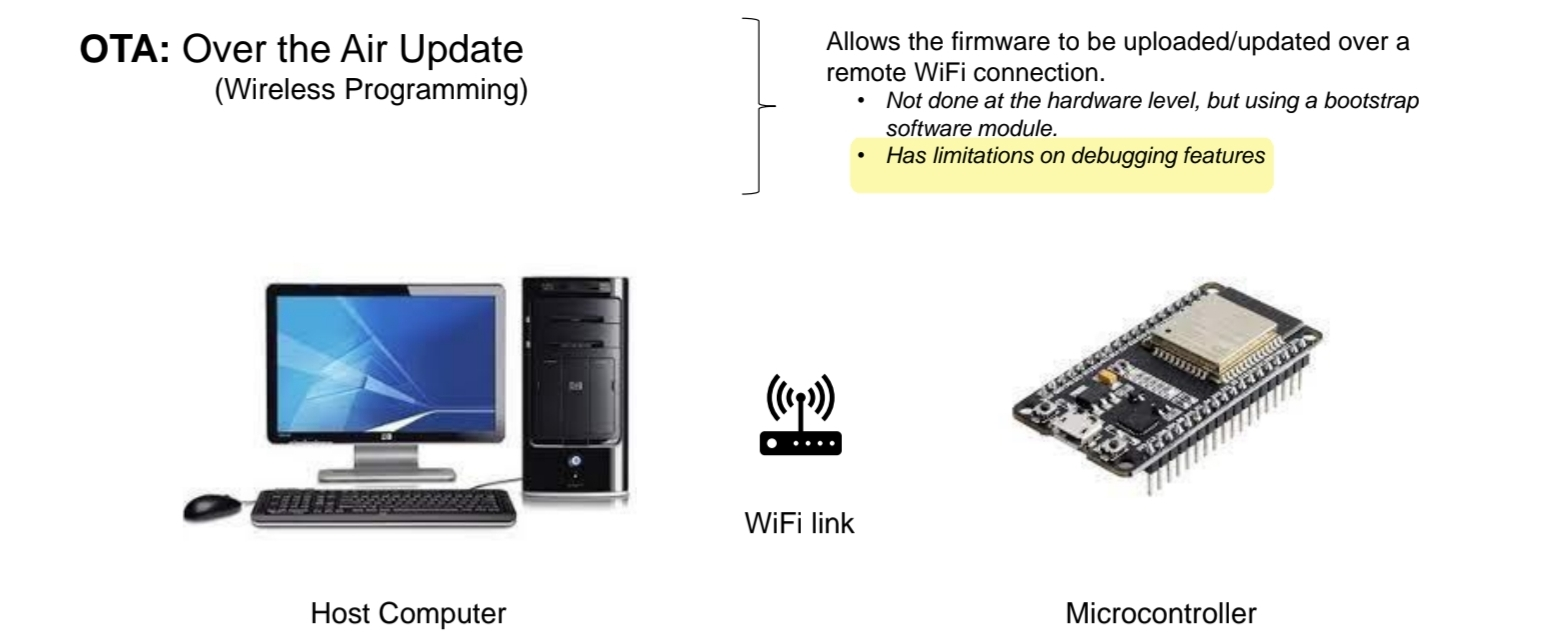 OTA: Over the Air Update
(Wireless Programming)
Allows the firmware to be uploaded/updated over a
remote WiFi connection.
• Not done at the hardware level, but using a bootstrap
software module.
• Has limitations on debugging features
WiFi link
Host Computer
Microcontroller